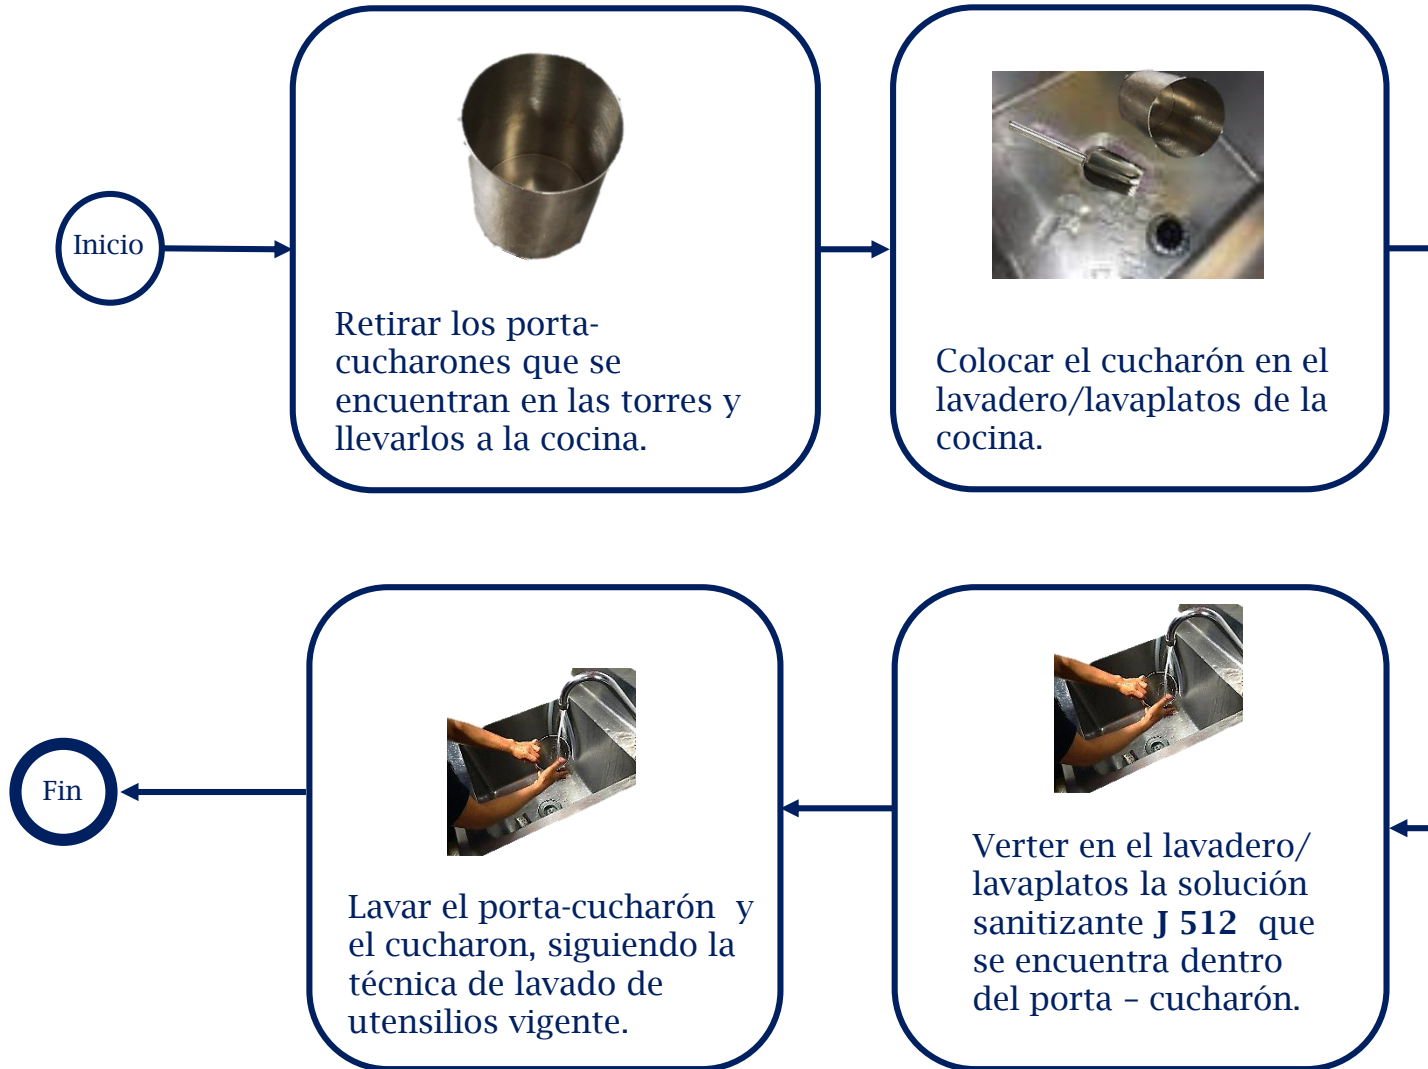 Inicio
Retirar los porta-
cucharones que se
encuentran en las torres y
llevarlos a la cocina.
Colocar el cucharón en el
lavadero/lavaplatos de la
cocina.
Verter en el lavadero/
lavaplatos la solución
sanitizante J 512 que
se encuentra dentro
del porta – cucharón.
Lavar el porta-cucharón y
el cucharon, siguiendo la
técnica de lavado de
utensilios vigente.
Fin